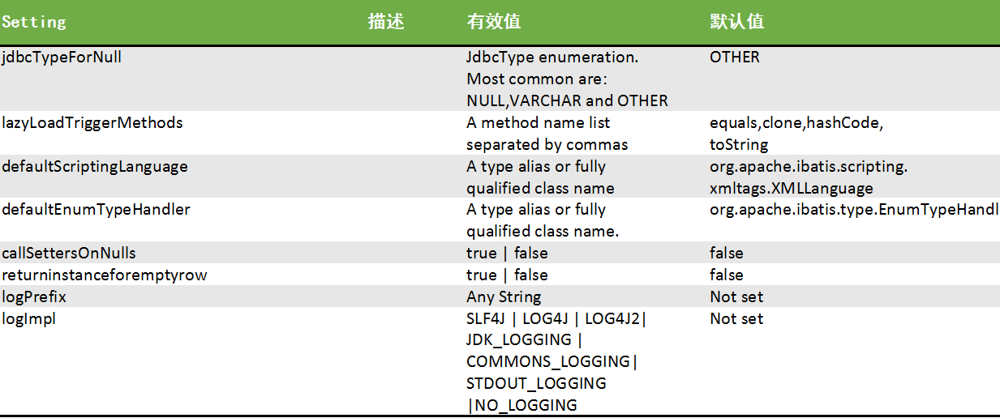 Setting 描述 有效值 默认值
jdbcTypeForNull JdbcType enumeration. OTHER
Most common are:
NULL,VARCHAR and OTHER
lazyLoadTriggerMethods A method name list equals,clone,hashCode,
separated by commas toString
defaultScriptingLanguage A type alias or fully org.apache.ibatis.scripting.
qualified class name xmltags.XMLLanguage
defaultEnumTypeHandler A type alias or fully org.apache.ibatis.type.EnumTypeHandl
qualified class name.
callSettersOnNulls true | false false
returninstanceforemptyrow true | false false
logPrefix Any String Not set
logImpl SLF4J | LOG4J | LOG4J2| Not set
JDK_LOGGING |
COMMONS_LOGGING|
STDOUT_LOGGING
|NO_LOGGING